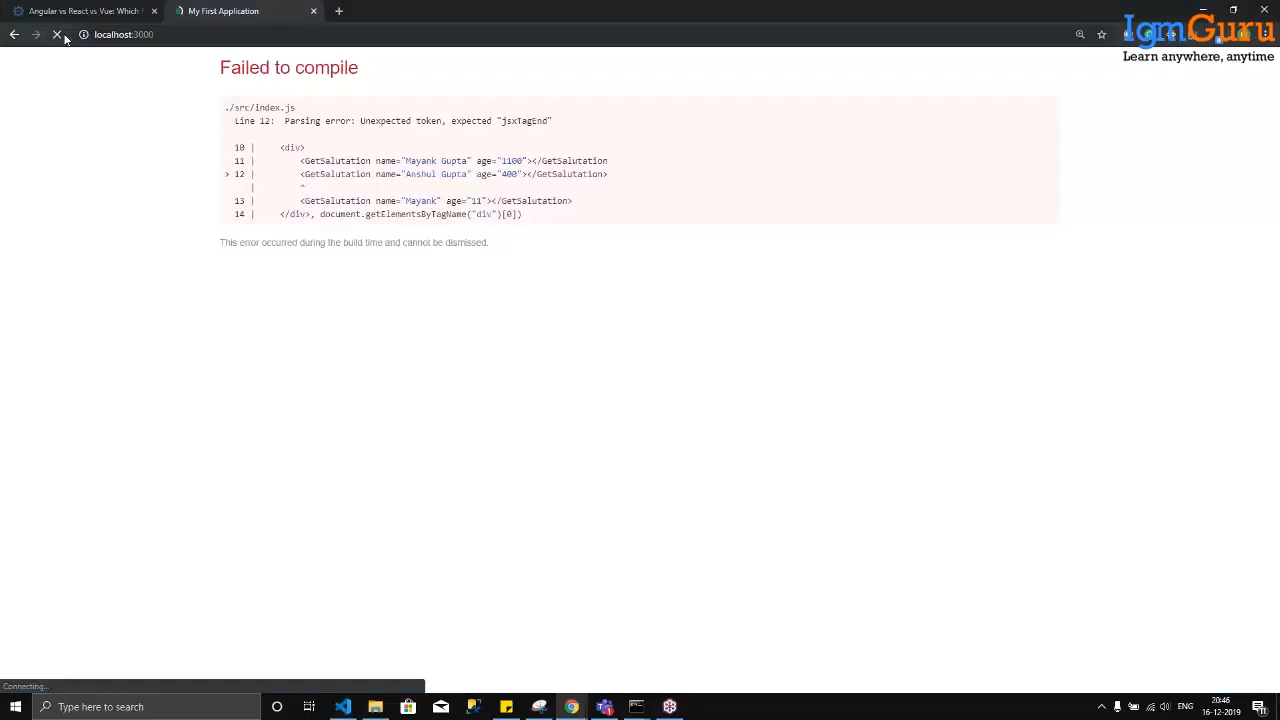 Angular vs React vs Vue: Which
My First Application
localhost:3000
IgmGuru
Learn anywhere, anytime
Failed to compile
./src/index.js
Line 12: Parsing error: Unexpected token, expected "jsxTagEnd"
10 | <div>
11 | <GetSalutation name="Mayank Gupta" age="1100"></GetSalutation
> 12 | <GetSalutation name="Anshul Gupta" age="400"></GetSalutation>
| ^
13 | <GetSalutation name="Mayank" age="11"></GetSalutation>
14 | </div>, document.getElementsByTagName("div")[0])
This error occurred during the build time and cannot be dismissed.
Connecting...
Type here to search
ENG
20:46
16-12-2019